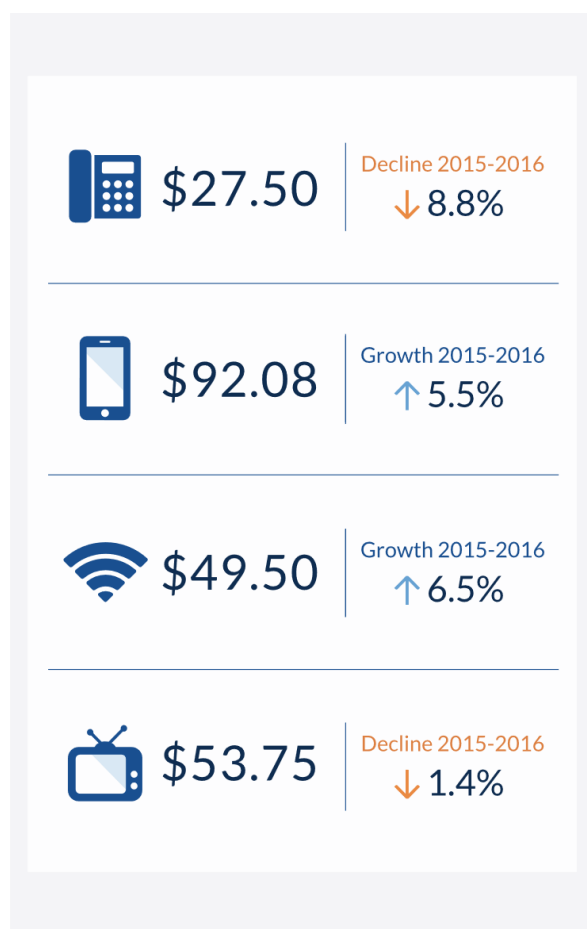 $27.50
Decline 2015-2016
↓ 8.8%
$92.08
Growth 2015-2016
↑ 5.5%
$49.50
Growth 2015-2016
↑ 6.5%
$53.75
Decline 2015-2016
↓ 1.4%